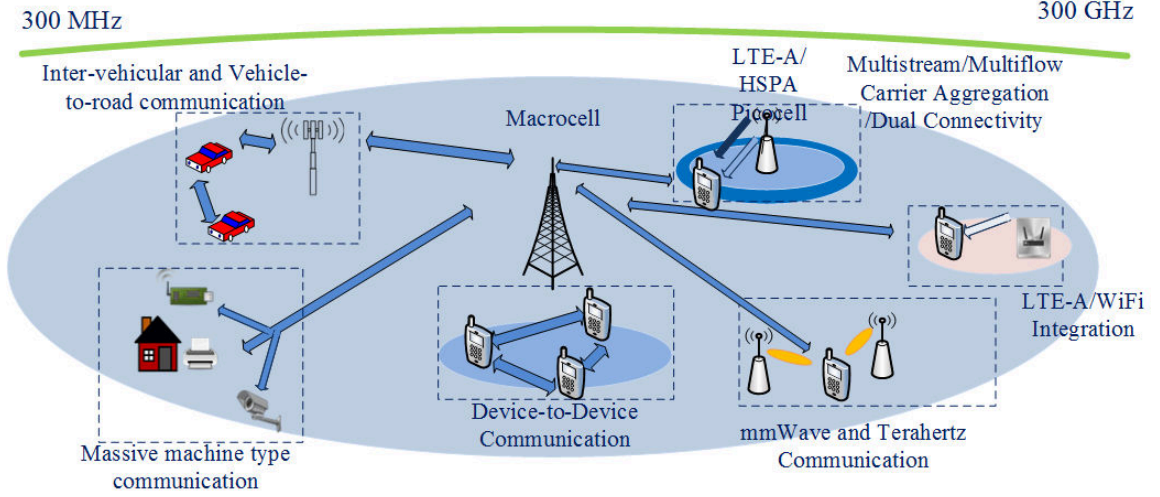 300 MHz
300 GHz
Inter-vehicular and Vehicle-
to-road communication
Macrocell
LTE-A/
HSPA
Picocell
Multistream/Multiflow
Carrier Aggregation
/Dual Connectivity
LTE-A/WiFi
Integration
Device-to-Device
Communication
mmWave and Terahertz
Communication
Massive machine type
communication